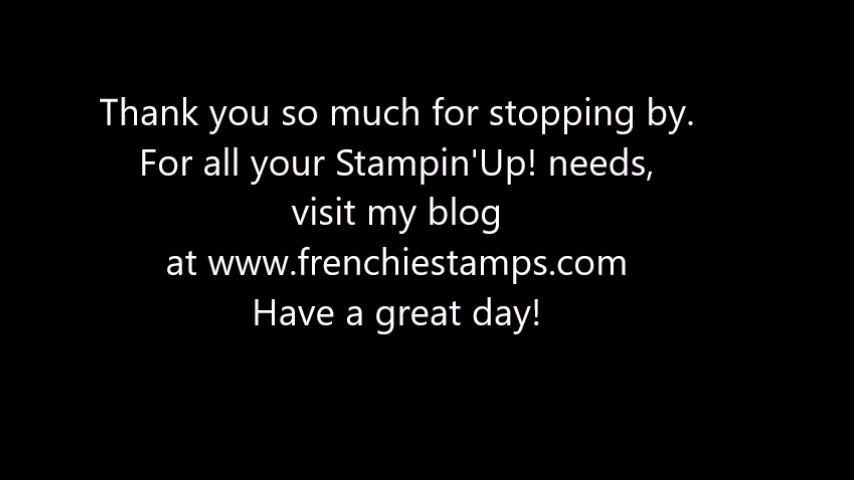 Thank you so much for stopping by.
For all your Stampin'Up! needs,
visit my blog
at www.frenchiestamps.com
Have a great day!